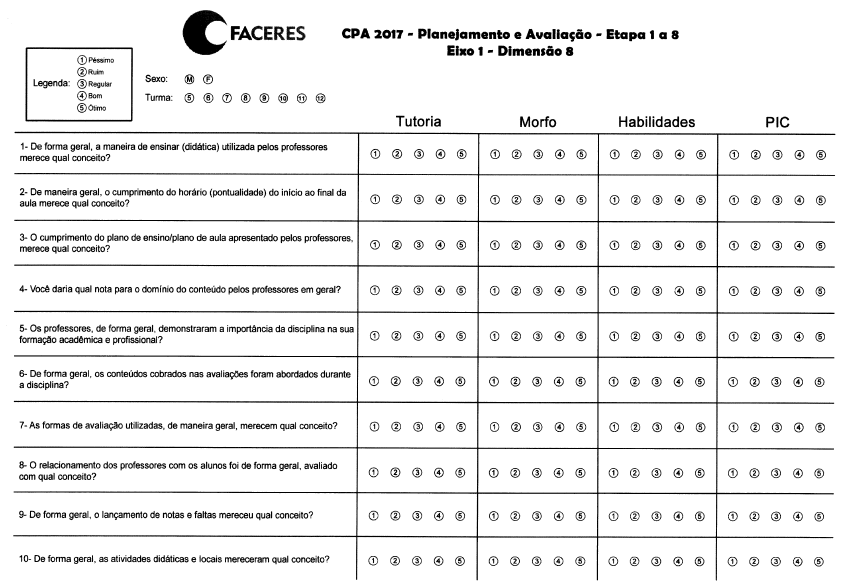 FACERES
CPA 2017 - Planejamento e Avaliação - Etapa 1 a 8
Eixo 1 - Dimensão 8
Legenda:
1 Péssimo
2 Ruim
3 Regular
4 Bom
5 Ótimo
Sexo: M F
Turma: 5 6 7 8 9 10 11 12
Tutoria Morfo Habilidades PIC
1- De forma geral, a maneira de ensinar (didática) utilizada pelos professores
merece qual conceito?
1 2 3 4 5 1 2 3 4 5 1 2 3 4 5 1 2 3 4 5
2- De maneira geral, o cumprimento do horário (pontualidade) do início ao final da
aula merece qual conceito?
1 2 3 4 5 1 2 3 4 5 1 2 3 4 5 1 2 3 4 5
3- O cumprimento do plano de ensino/plano de aula apresentado pelos professores,
merece qual conceito?
1 2 3 4 5 1 2 3 4 5 1 2 3 4 5 1 2 3 4 5
4- Você daria qual nota para o domínio do conteúdo pelos professores em geral?
1 2 3 4 5 1 2 3 4 5 1 2 3 4 5 1 2 3 4 5
5- Os professores, de forma geral, demonstraram a importância da disciplina na sua
formação acadêmica e profissional?
1 2 3 4 5 1 2 3 4 5 1 2 3 4 5 1 2 3 4 5
6- De forma geral, os conteúdos cobrados nas avaliações foram abordados durante
a disciplina?
1 2 3 4 5 1 2 3 4 5 1 2 3 4 5 1 2 3 4 5
7- As formas de avaliação utilizadas, de maneira geral, merecem qual conceito?
1 2 3 4 5 1 2 3 4 5 1 2 3 4 5 1 2 3 4 5
8- O relacionamento dos professores com os alunos foi de forma geral, avaliado
com qual conceito?
1 2 3 4 5 1 2 3 4 5 1 2 3 4 5 1 2 3 4 5
9- De forma geral, o lançamento de notas e faltas mereceu qual conceito?
1 2 3 4 5 1 2 3 4 5 1 2 3 4 5 1 2 3 4 5
10- De forma geral, as atividades didáticas e locais mereceram qual conceito?
1 2 3 4 5 1 2 3 4 5 1 2 3 4 5 1 2 3 4 5